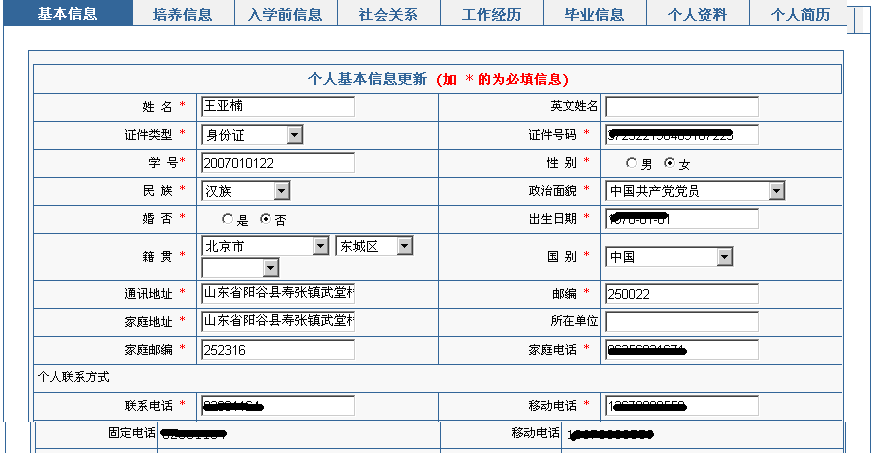 基本信息 培养信息 入学前信息 社会关系 工作经历 毕业信息 个人资料 个人简历
个人基本信息更新 (加 * 的为必填信息)
姓 名 * 王亚楠 英文姓名
证件类型 * 身份证 证件号码 *
学 号* 2007010122 性 别 * 男 女
民 族 * 汉族 政治面貌 * 中国共产党党员
婚 否 * 是 否 出生日期 *
籍 贯 * 北京市 东城区 国 别 * 中国
通讯地址 * 山东省阳谷县寿张镇武堂村 邮编 * 250022
家庭地址 * 山东省阳谷县寿张镇武堂村 所在单位
家庭邮编 * 252316 家庭电话 *
个人联系方式
联系电话 * 移动电话 *
固定电话 移动电话